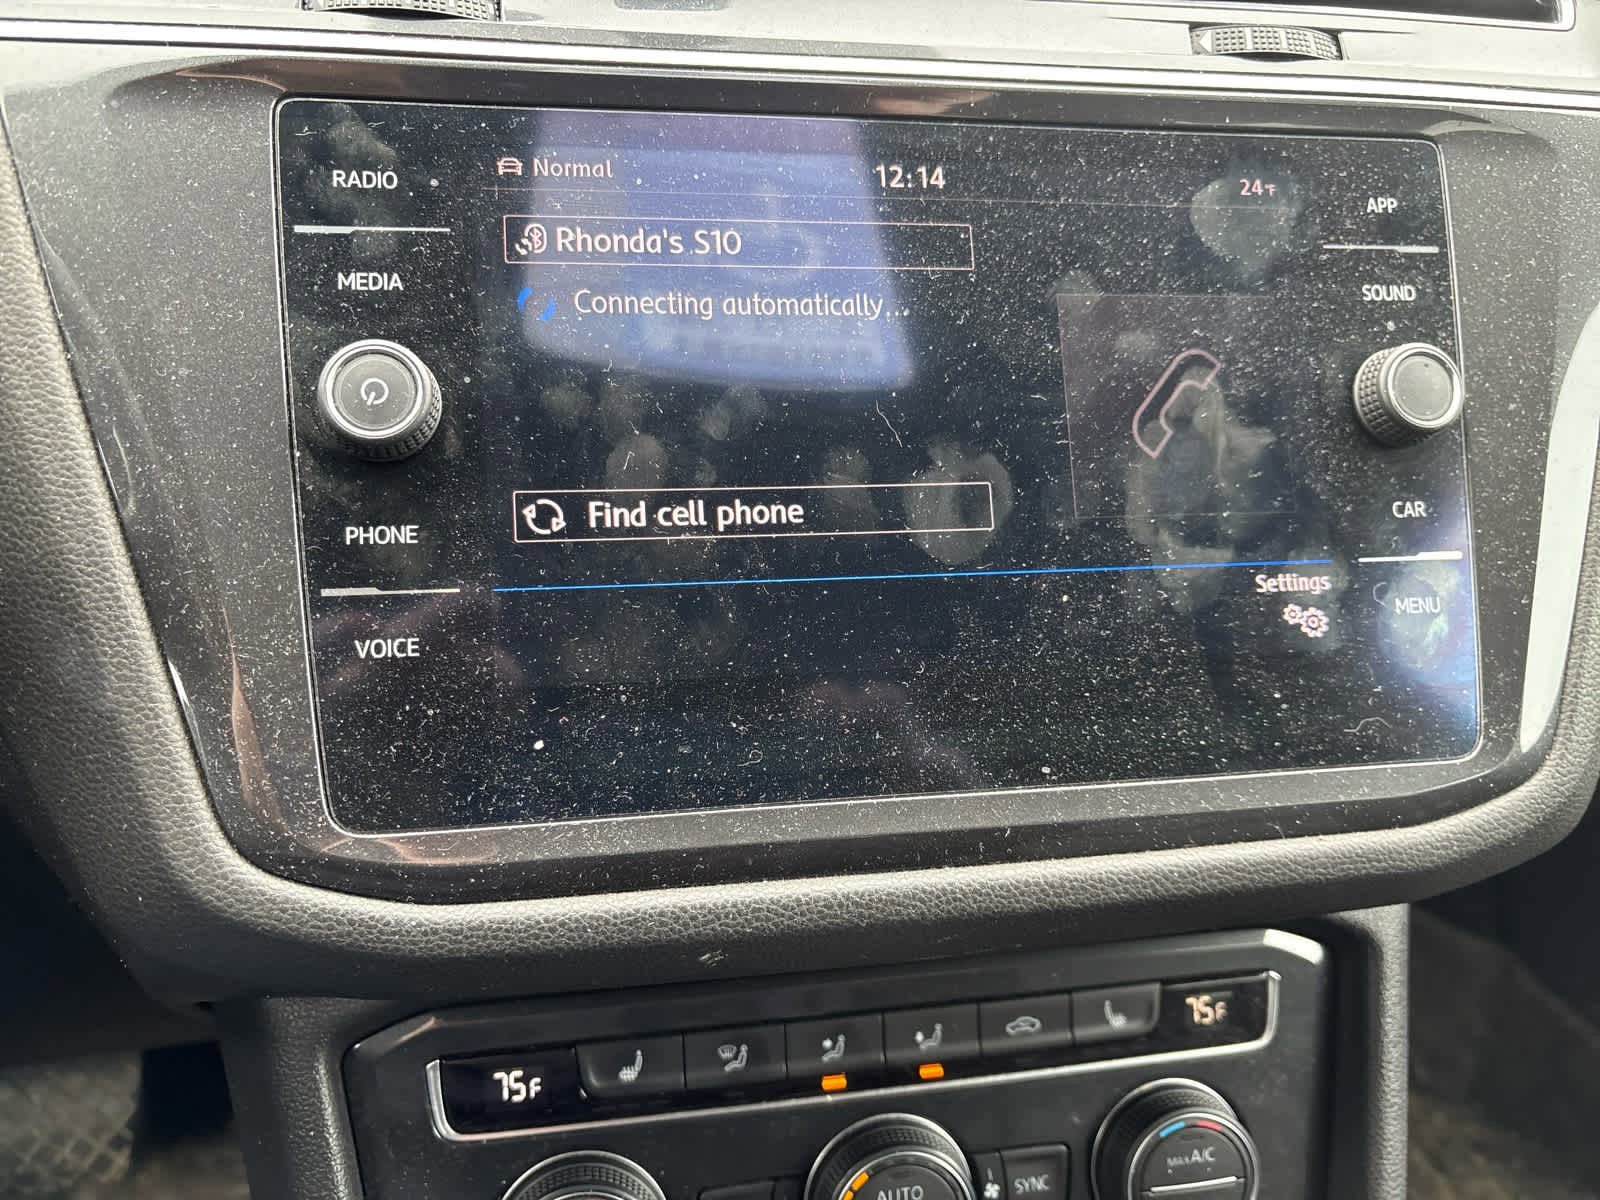 RADIO
MEDIA
PHONE
VOICE
Normal
12:14
24°F
Rhonda's S10
Connecting automatically...
Find cell phone
Settings
APP
SOUND
CAR
MENU
75F
75F
AUTO
SYNC
MAX A/C